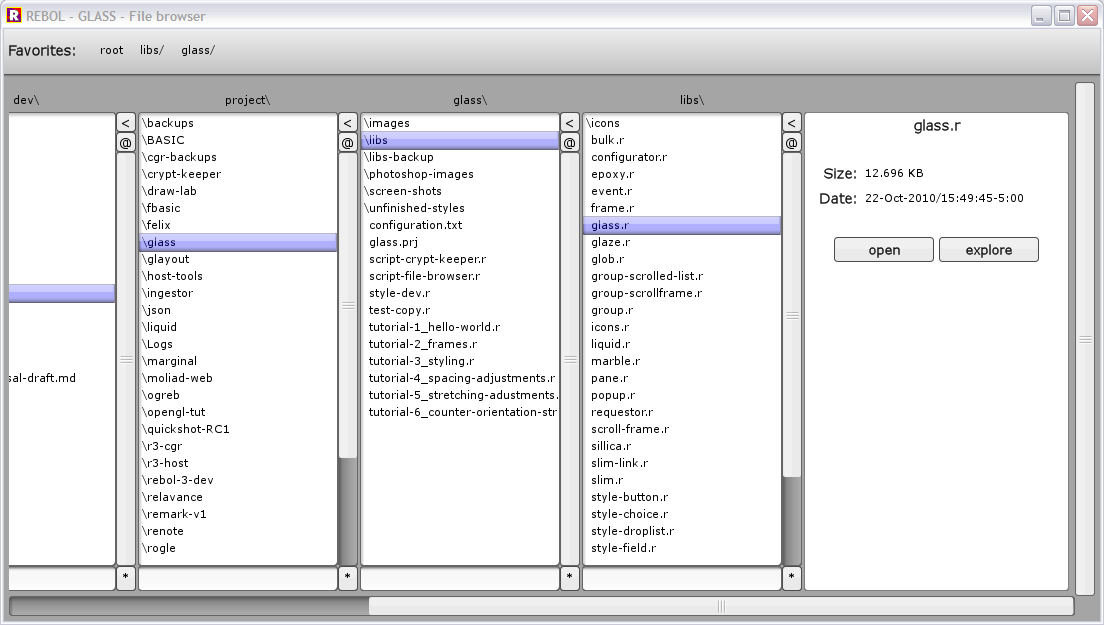 REBOL - GLASS - File browser
Favorites: root libs/ glass/
dev\
sal-draft.md
<
@
*
project\
\backups
\BASIC
\cgr-backups
\crypt-keeper
\draw-lab
\fbasic
\felix
\glass
\glayout
\host-tools
\ingestor
\json
\liquid
\Logs
\marginal
\moliad-web
\ogreb
\opengl-tut
\quickshot-RC1
\r3-cgr
\r3-host
\rebol-3-dev
\relavance
\remark-v1
\renote
\rogle
<
@
*
glass\
\images
\libs
\libs-backup
\photoshop-images
\screen-shots
\unfinished-styles
configuration.txt
glass.prj
script-crypt-keeper.r
script-file-browser.r
style-dev.r
test-copy.r
tutorial-1_hello-world.r
tutorial-2_frames.r
tutorial-3_styling.r
tutorial-4_spacing-adjustments.r
tutorial-5_stretching-adustments.
tutorial-6_counter-orientation-str
<
@
*
libs\
\icons
bulk.r
configurator.r
epoxy.r
event.r
frame.r
glass.r
glaze.r
glob.r
group-scrolled-list.r
group-scrollframe.r
group.r
icons.r
liquid.r
marble.r
pane.r
popup.r
requestor.r
scroll-frame.r
sillica.r
slim-link.r
slim.r
style-button.r
style-choice.r
style-droplist.r
style-field.r
<
@
*
glass.r
Size: 12.696 KB
Date: 22-Oct-2010/15:49:45-5:00
open explore